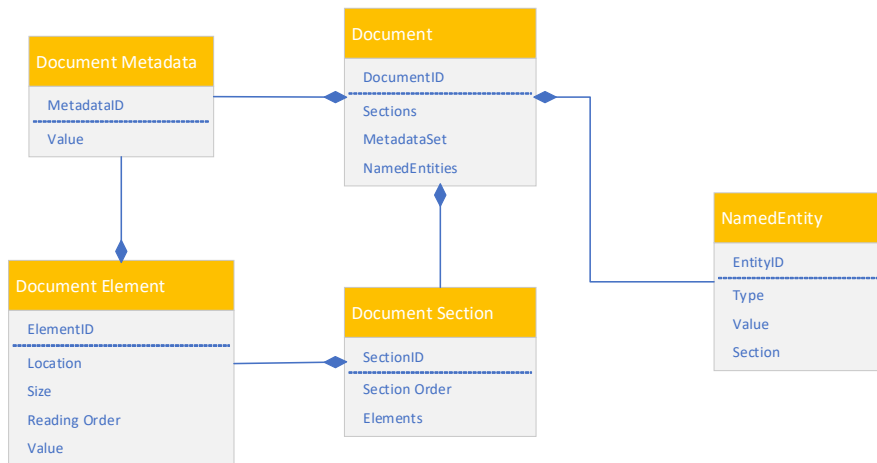 Document
DocumentID
Sections
MetadataSet
NamedEntities
Document Metadata
MetadataID
Value
NamedEntity
EntityID
Type
Value
Section
Document Element
ElementID
Location
Size
Reading Order
Value
Document Section
SectionID
Section Order
Elements